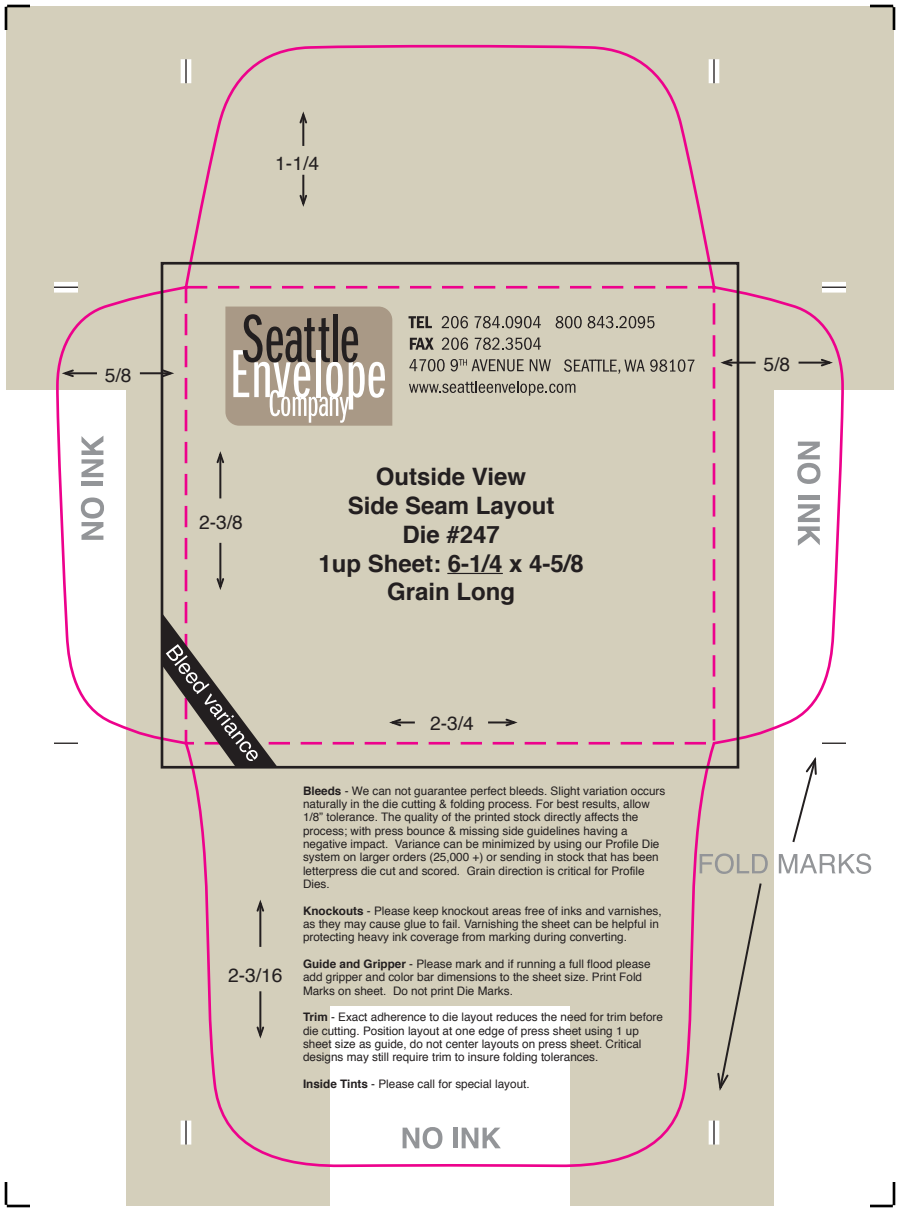 1-1/4
Seattle
Envelope
Company
TEL 206 784.0904 800 843.2095
FAX 206 782.3504
4700 9TH AVENUE NW SEATTLE, WA 98107
www.seattleenvelope.com
5/8
5/8
NO INK
NO INK
2-3/8
Outside View
Side Seam Layout
Die #247
1up Sheet: 6-1/4 x 4-5/8
Grain Long
Bleed variance
2-3/4
Bleeds - We can not guarantee perfect bleeds. Slight variation occurs
naturally in the die cutting & folding process. For best results, allow
1/8” tolerance. The quality of the printed stock directly affects the
process; with press bounce & missing side guidelines having a
negative impact. Variance can be minimized by using our Profile Die
system on larger orders (25,000 +) or sending in stock that has been
letterpress die cut and scored. Grain direction is critical for Profile
Dies.
FOLD MARKS
Knockouts - Please keep knockout areas free of inks and varnishes,
as they may cause glue to fail. Varnishing the sheet can be helpful in
protecting heavy ink coverage from marking during converting.
2-3/16
Guide and Gripper - Please mark and if running a full flood please
add gripper and color bar dimensions to the sheet size. Print Fold
Marks on sheet. Do not print Die Marks.
Trim - Exact adherence to die layout reduces the need for trim before
die cutting. Position layout at one edge of press sheet using 1 up
sheet size as guide, do not center layouts on press sheet. Critical
designs may still require trim to insure folding tolerances.
Inside Tints - Please call for special layout.
NO INK